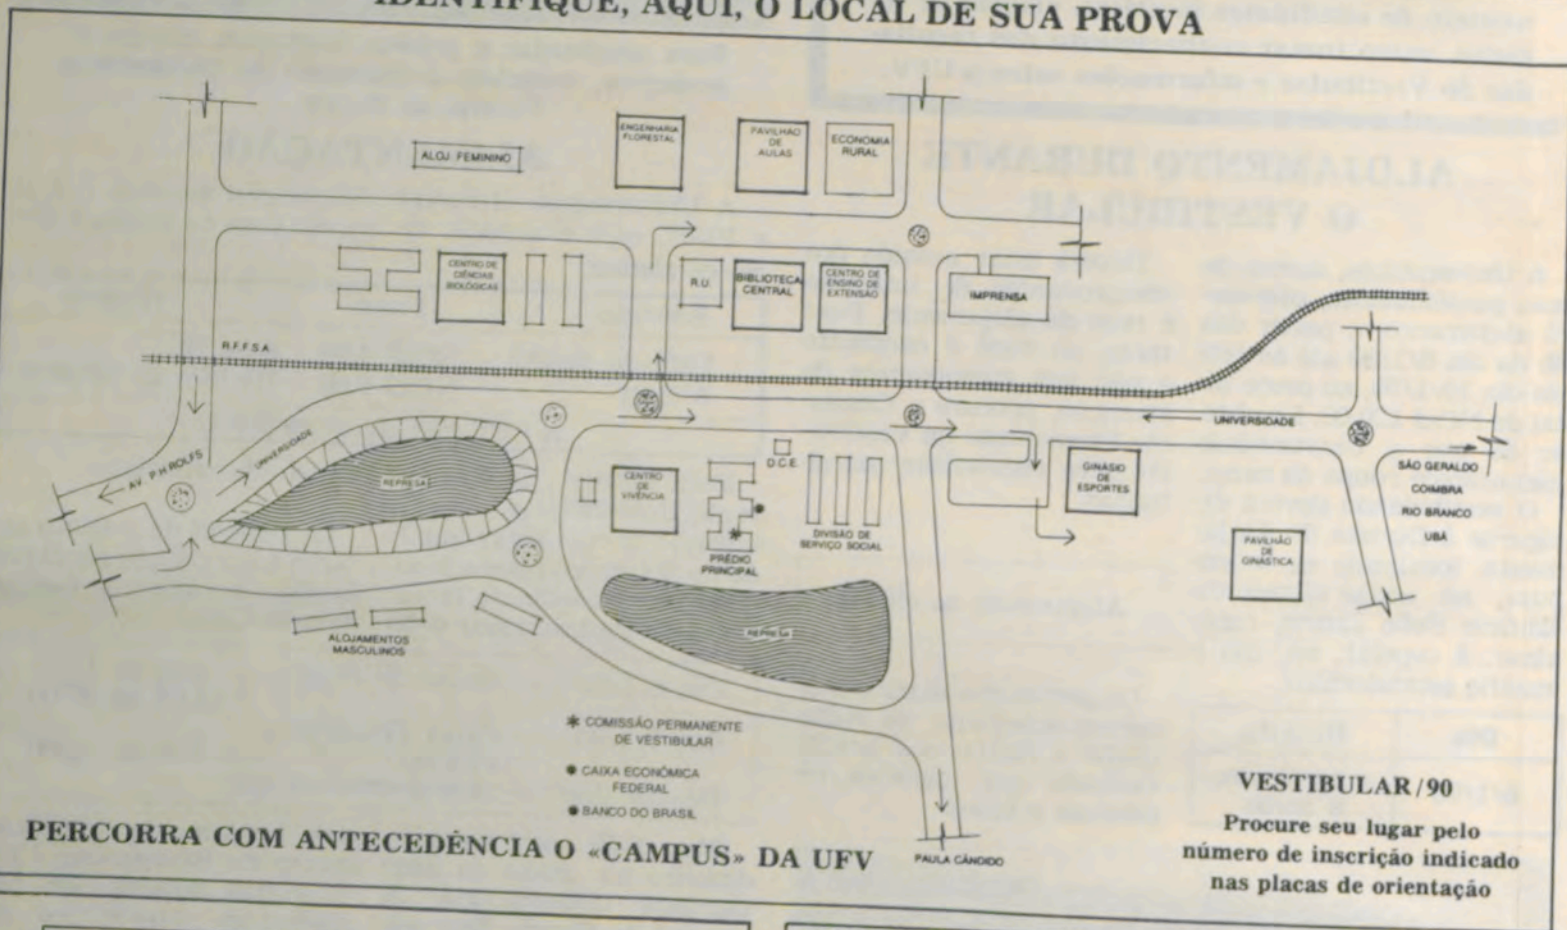 IDENTIFIQUE, AQUI, O LOCAL DE SUA PROVA
ALOJ. FEMININO
ENGENHARIA
FLORESTAL
PAVILHÃO
DE
AULAS
ECONOMIA
RURAL
CENTRO DE
CIÊNCIAS
BIOLÓGICAS
R.U.
BIBLIOTECA
CENTRAL
CENTRO DE
ENSINO DE
EXTENSÃO
IMPRENSA
R.F.F.S.A.
UNIVERSIDADE
UNIVERSIDADE
AV. P.H.ROLFS
REPRESA
CENTRO
DE
VIVÊNCIA
D.C.E.
PRÉDIO
PRINCIPAL
DIVISÃO DE
SERVIÇO SOCIAL
GINÁSIO
DE
ESPORTES
SÃO GERALDO
COIMBRA
RIO BRANCO
UBÁ
PAVILHÃO
DE
GINÁSTICA
REPRESA
ALOJAMENTOS
MASCULINOS
* COMISSÃO PERMANENTE
DE VESTIBULAR
● CAIXA ECONÔMICA
FEDERAL
● BANCO DO BRASIL
PAULA CÂNDIDO
PERCORRA COM ANTECEDÊNCIA O «CAMPUS» DA UFV
VESTIBULAR/90
Procure seu lugar pelo
número de inscrição indicado
nas placas de orientação